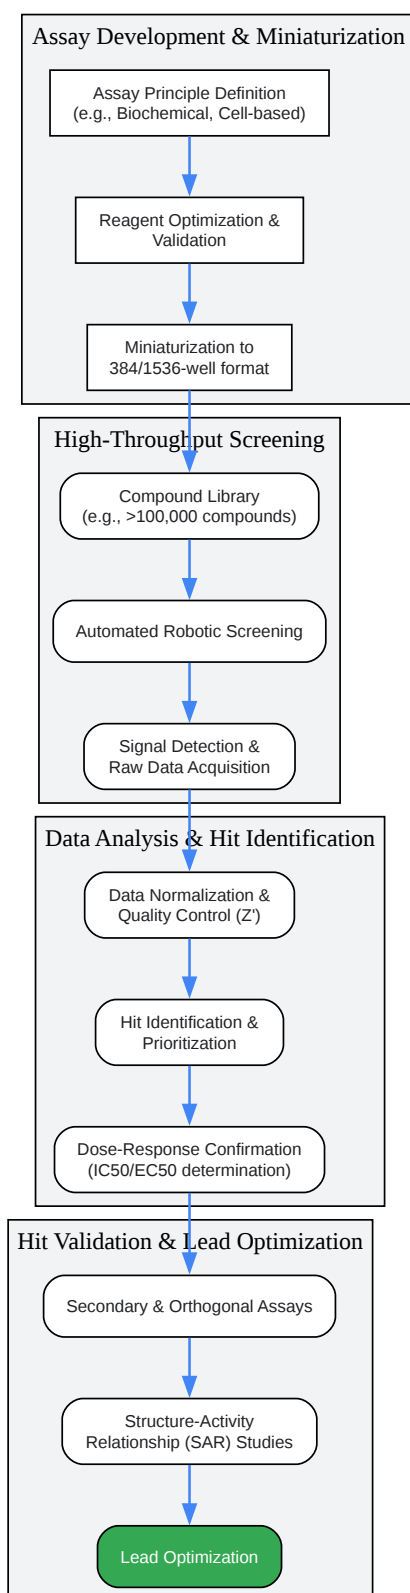 Assay Development & Miniaturization
Assay Principle Definition
(e.g., Biochemical, Cell-based)
Reagent Optimization &
Validation
Miniaturization to
384/1536-well format
High-Throughput Screening
Compound Library
(e.g., >100,000 compounds)
Automated Robotic Screening
Signal Detection &
Raw Data Acquisition
Data Analysis & Hit Identification
Data Normalization &
Quality Control (Z')
Hit Identification &
Prioritization
Dose-Response Confirmation
(IC50/EC50 determination)
Hit Validation & Lead Optimization
Secondary & Orthogonal Assays
Structure-Activity
Relationship (SAR) Studies
Lead Optimization